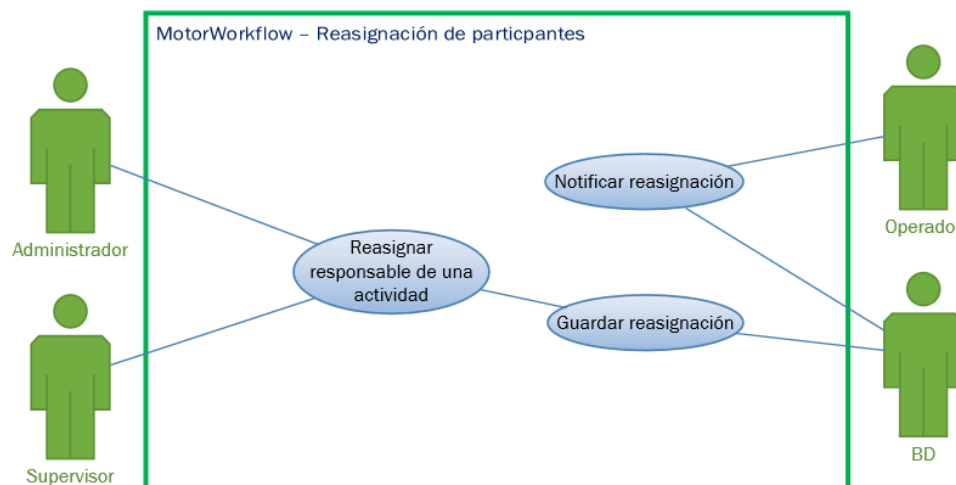 MotorWorkflow – Reasignación de particpantes
Administrador
Supervisor
Reasignar
responsable de una
actividad
Notificar reasignación
Guardar reasignación
Operado
BD